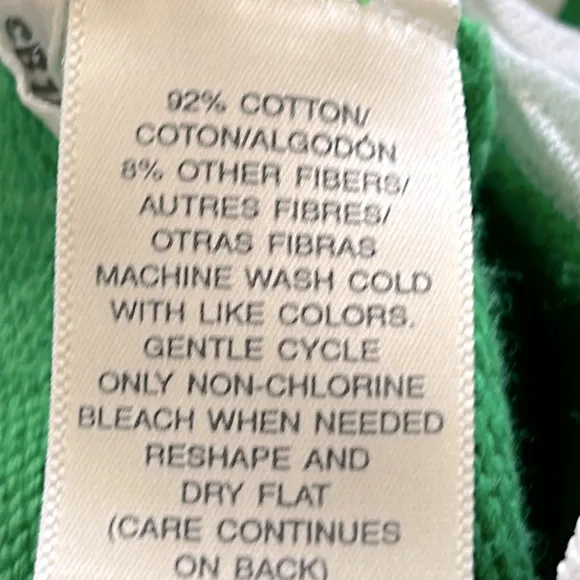 92% COTTON/
COTON/ALGODÓN
8% OTHER FIBERS/
AUTRES FIBRES/
OTRAS FIBRAS
MACHINE WASH COLD
WITH LIKE COLORS.
GENTLE CYCLE
ONLY NON-CHLORINE
BLEACH WHEN NEEDED
RESHAPE AND
DRY FLAT
(CARE CONTINUES
ON BACK)